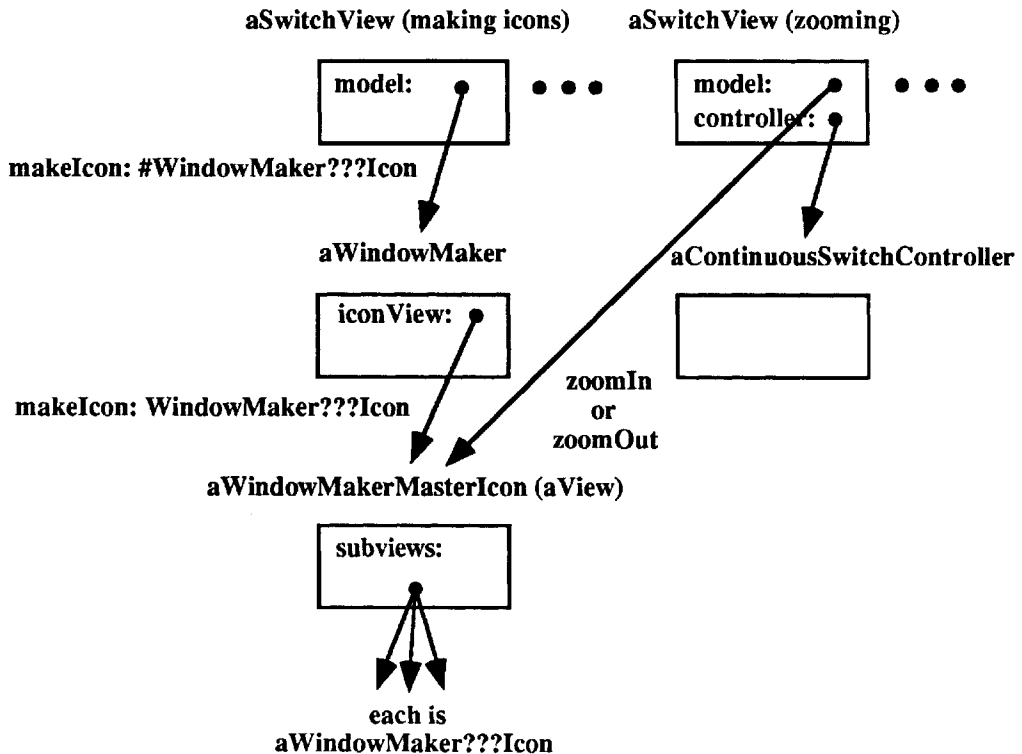 aSwitchView (making icons)
aSwitchView (zooming)
model:
model:
controller:
makeIcon: #WindowMaker???Icon
aWindowMaker
aContinuousSwitchController
iconView:
zoomIn
or
zoomOut
makeIcon: WindowMaker???Icon
aWindowMakerMasterIcon (aView)
subviews:
each is
aWindowMaker???Icon